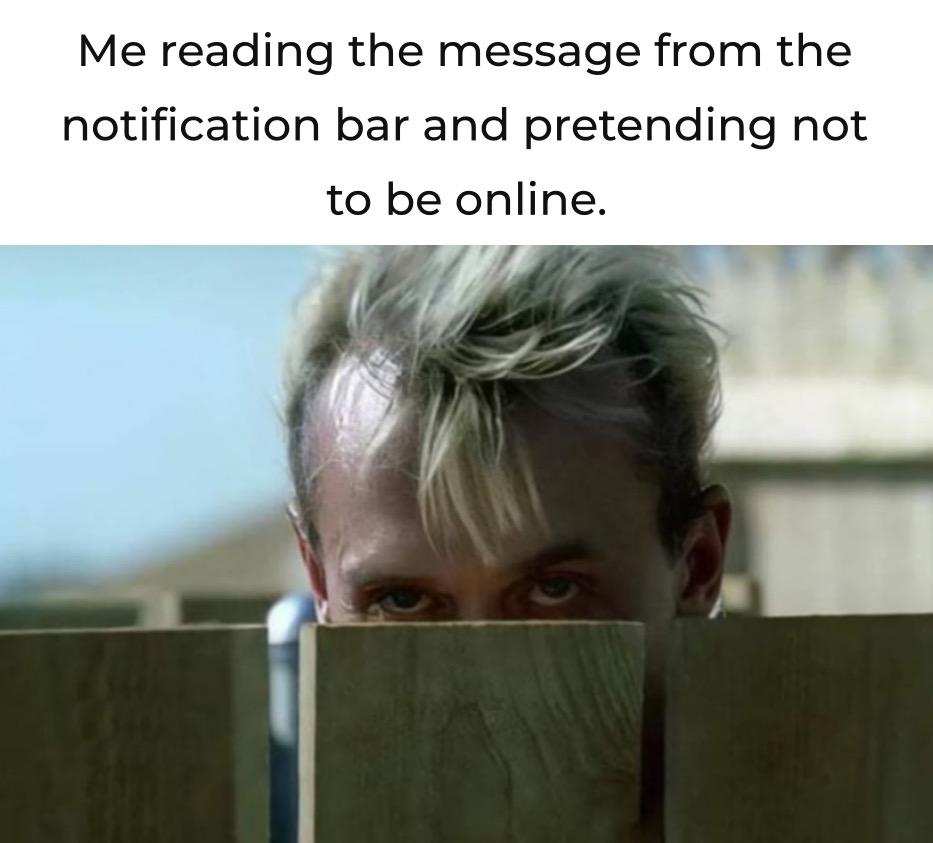 Me reading the message from the
notification bar and pretending not
to be online.